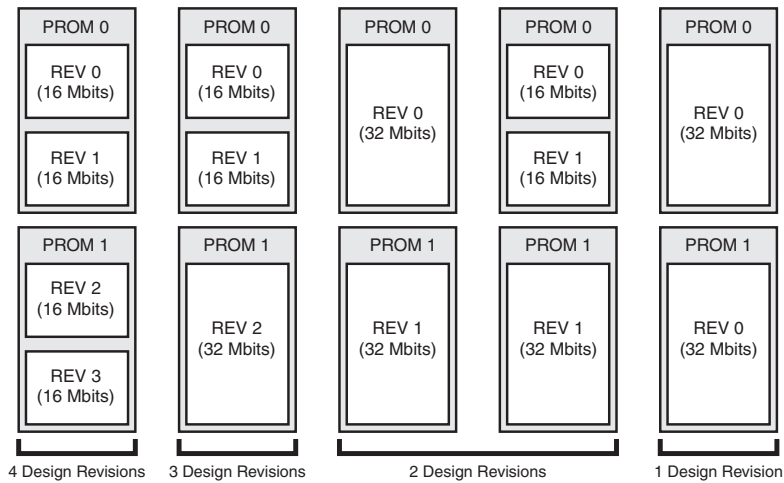 PROM 0
REV 0
(16 Mbits)
REV 1
(16 Mbits)
PROM 0
REV 0
(16 Mbits)
REV 1
(16 Mbits)
PROM 0
REV 0
(32 Mbits)
PROM 0
REV 0
(16 Mbits)
REV 1
(16 Mbits)
PROM 0
REV 0
(32 Mbits)
PROM 1
REV 2
(16 Mbits)
REV 3
(16 Mbits)
PROM 1
REV 2
(32 Mbits)
PROM 1
REV 1
(32 Mbits)
PROM 1
REV 1
(32 Mbits)
PROM 1
REV 0
(32 Mbits)
4 Design Revisions
3 Design Revisions
2 Design Revisions
1 Design Revision